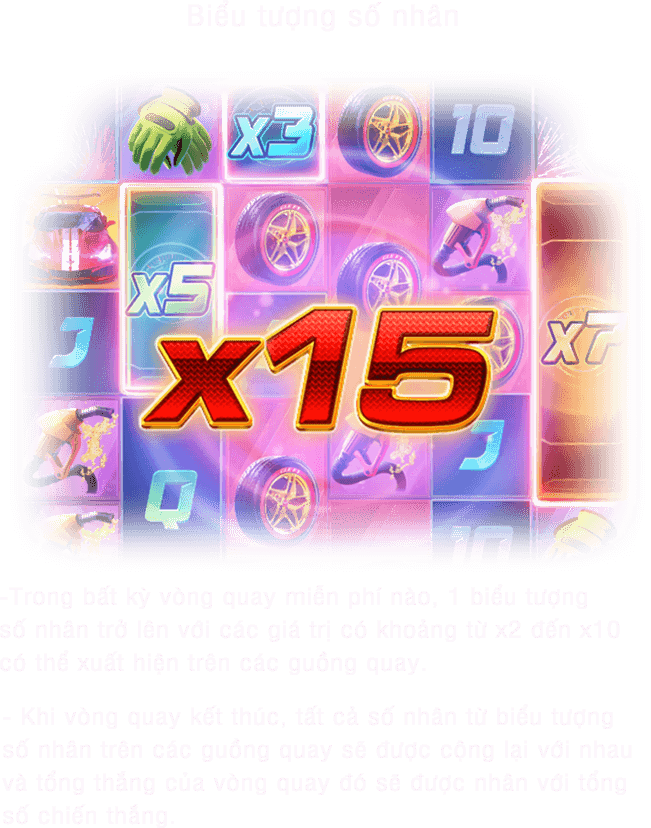 Biểu tượng số nhân
x3
10
x5
J
x15
x7
J
Q
10
-Trong bất kỳ vòng quay miễn phí nào, 1 biểu tượng
số nhân trở lên với các giá trị có khoảng từ x2 đến x10
có thể xuất hiện trên các guồng quay.
- Khi vòng quay kết thúc, tất cả số nhân từ biểu tượng
số nhân trên các guồng quay sẽ được cộng lại với nhau
và tổng thắng của vòng quay đó sẽ được nhân với tổng
số chiến thắng.